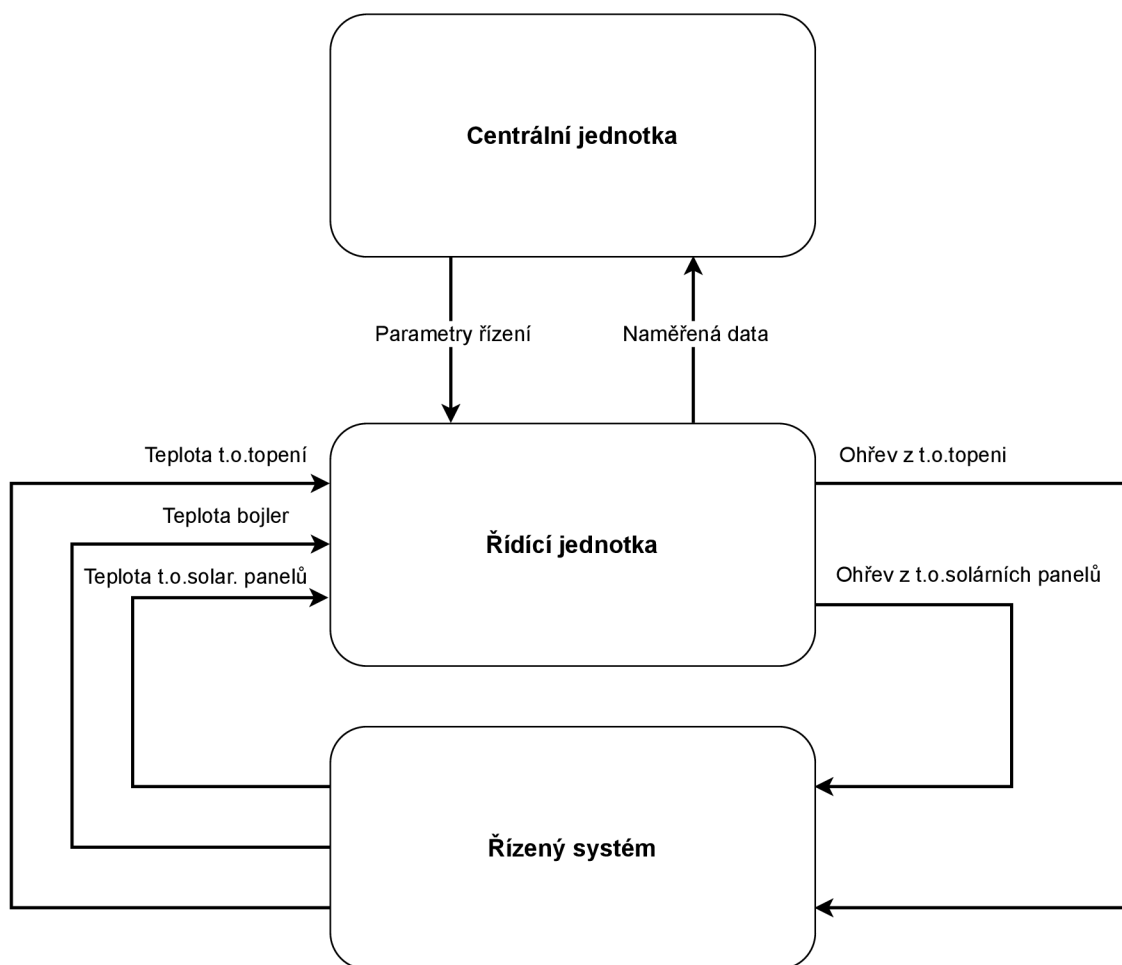 Centrální jednotka
Parametry řízení
Naměřená data
Teplota t.o.topení
Ohřev z t.o.topeni
Teplota bojler
Řídící jednotka
Teplota t.o.solar. panelů
Ohřev z t.o.solárních panelů
Řízený systém